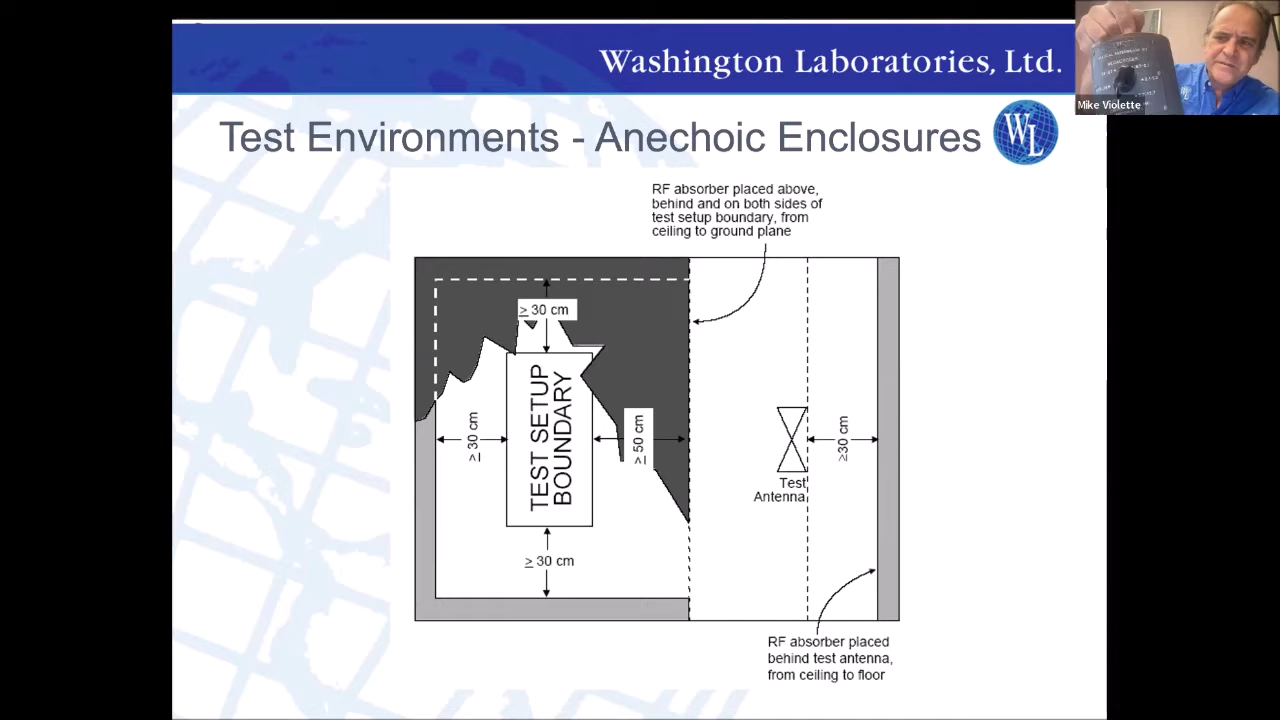 Washington Laboratories, Ltd.
Mike Violette
Test Environments - Anechoic Enclosures
WL
RF absorber placed above,
behind and on both sides of
test setup boundary, from
ceiling to ground plane
≥ 30 cm
TEST SETUP
BOUNDARY
≥ 30 cm
≥ 50 cm
≥30 cm
Test
Antenna
≥ 30 cm
RF absorber placed
behind test antenna,
from ceiling to floor